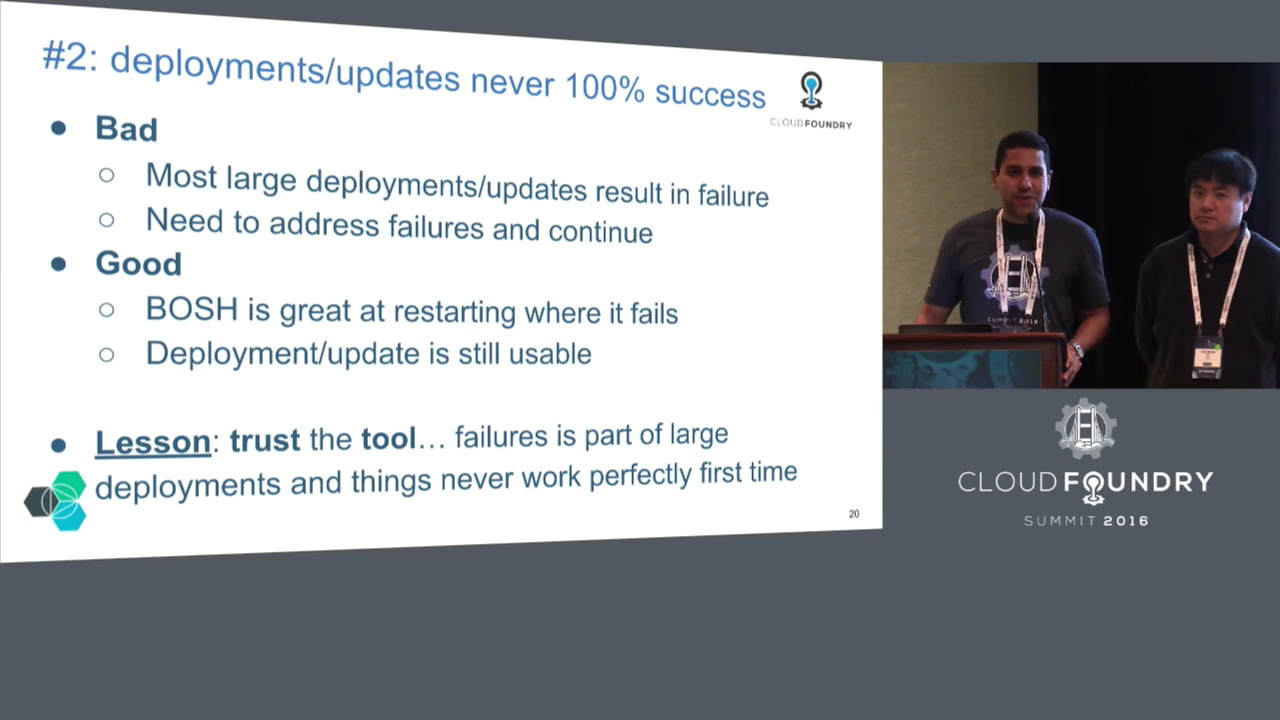 #2: deployments/updates never 100% success
CLOUDFOUNDRY
● Bad
○ Most large deployments/updates result in failure
○ Need to address failures and continue
● Good
○ BOSH is great at restarting where it fails
○ Deployment/update is still usable
● Lesson: trust the tool… failures is part of large
deployments and things never work perfectly first time
20
SUMMIT 2016
CLOUD FOUNDRY
SUMMIT 2016